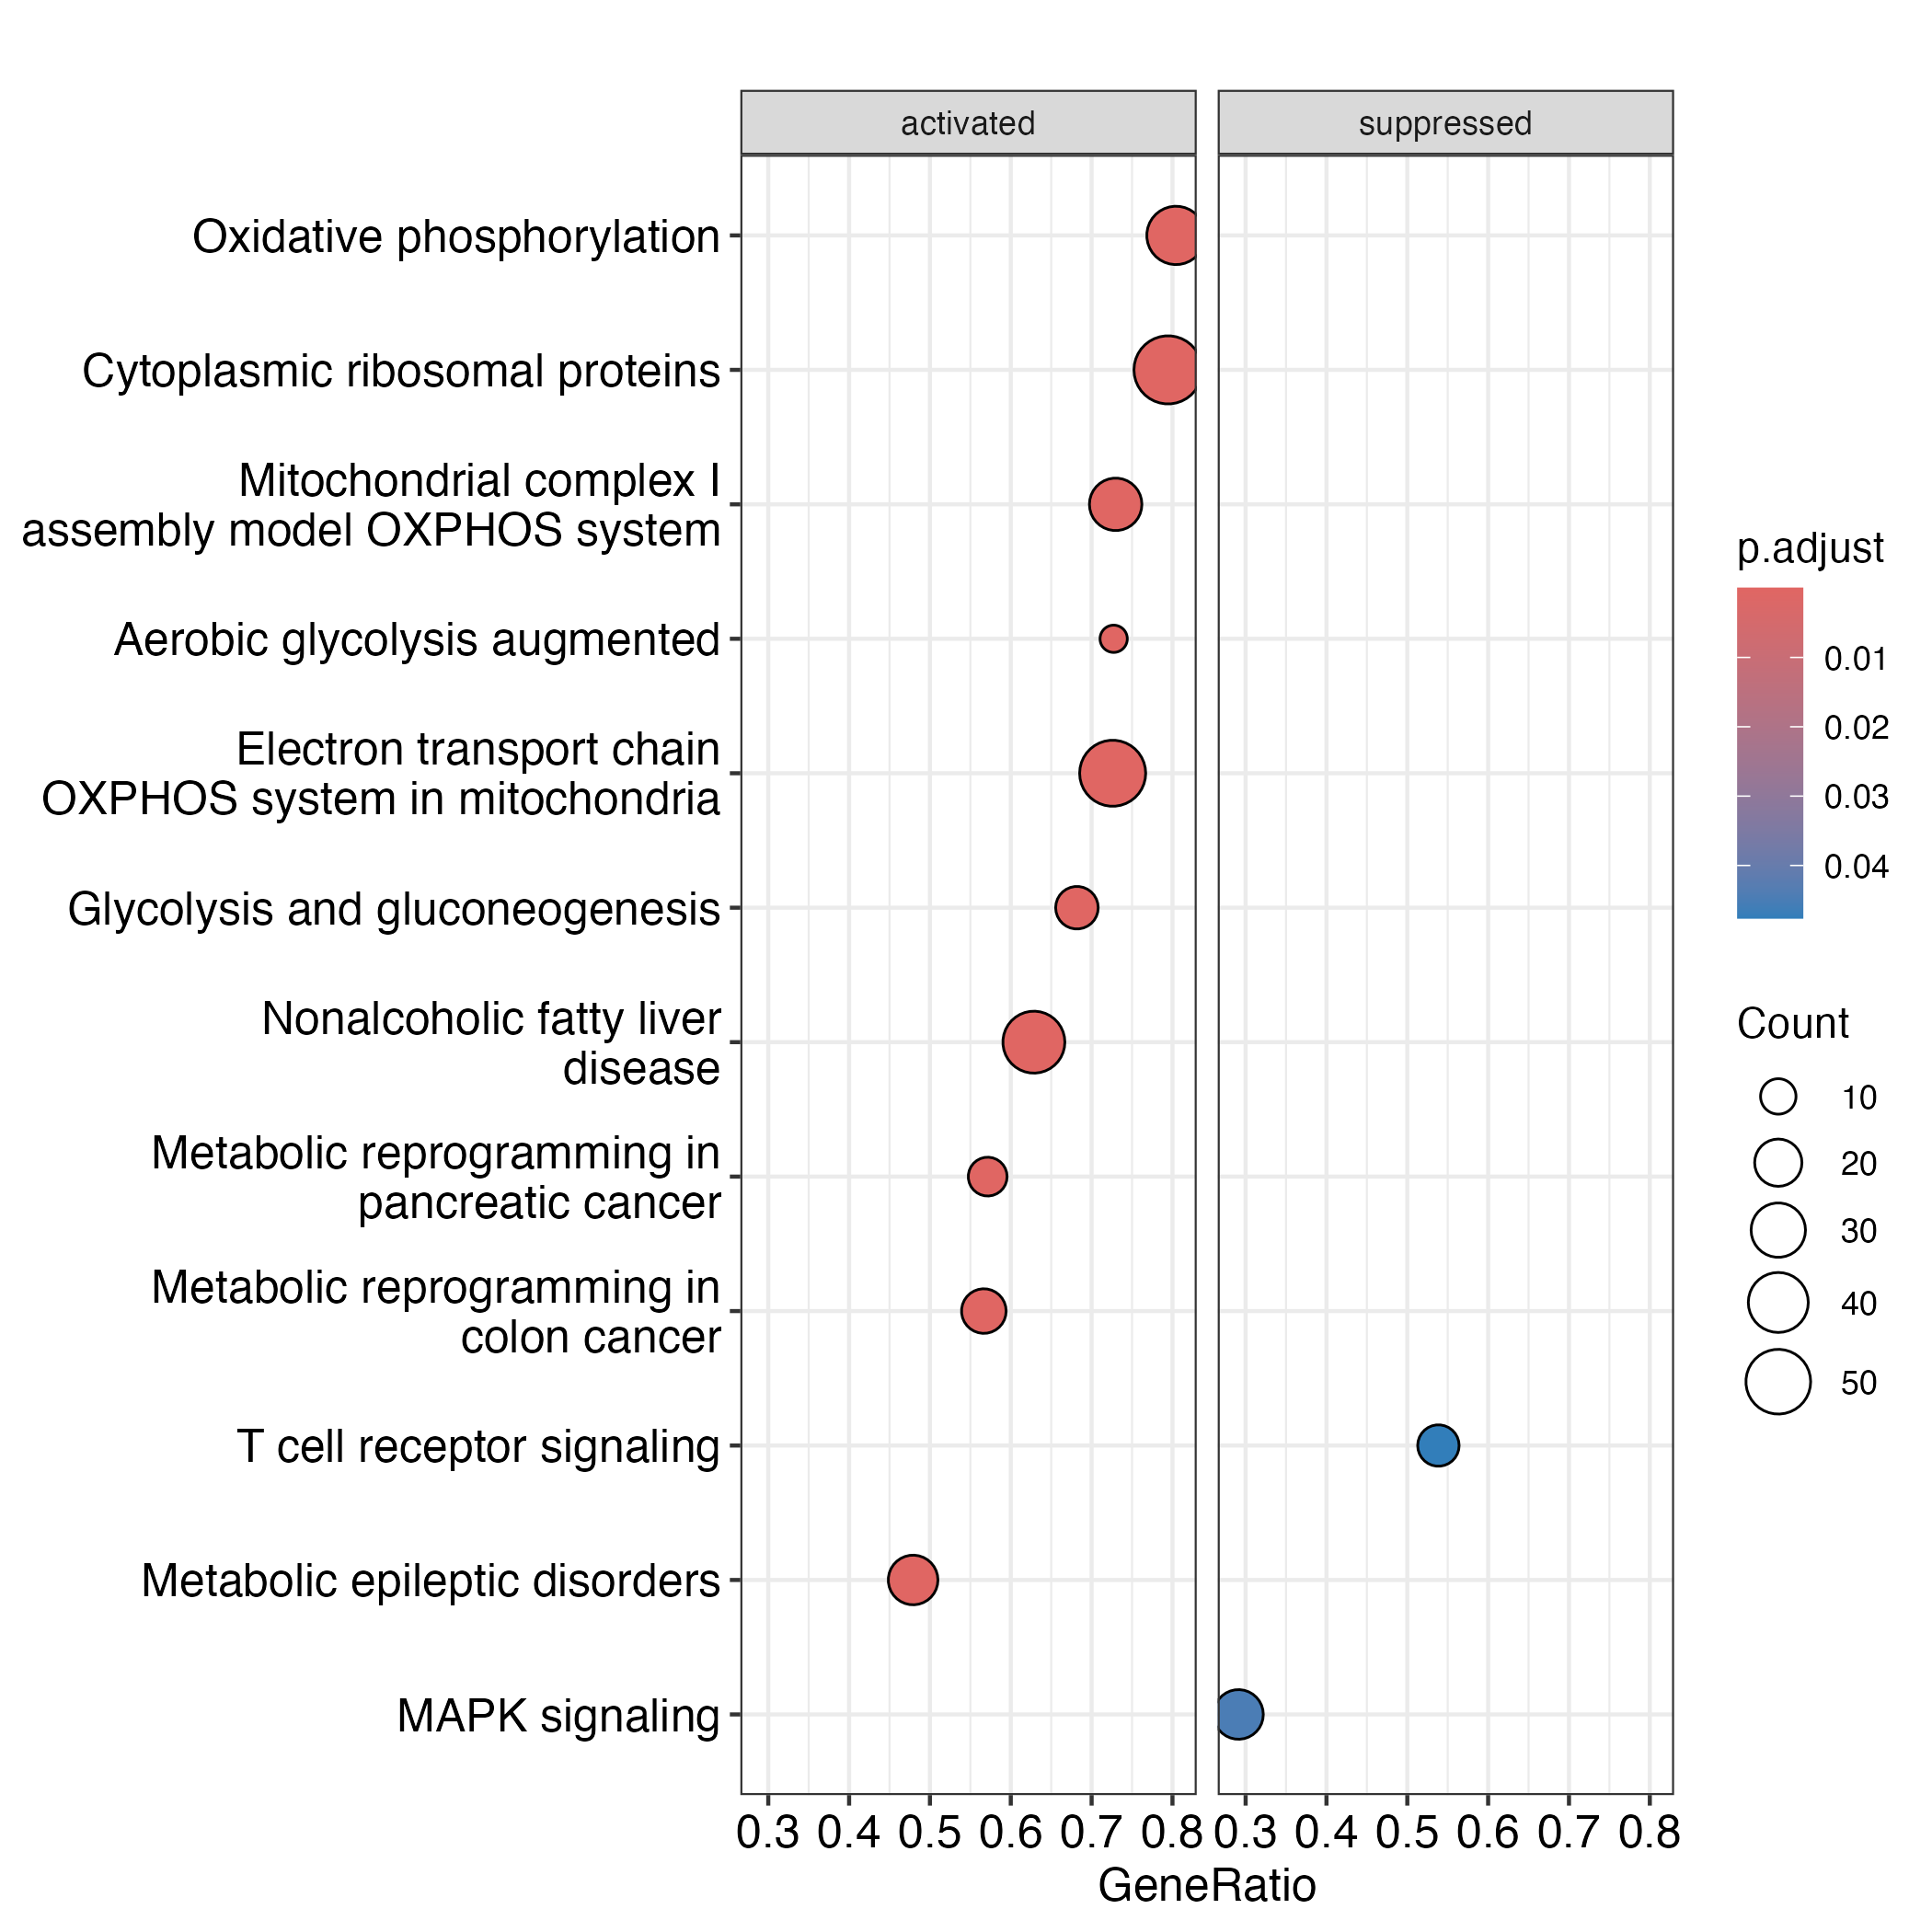 activated
suppressed
Oxidative phosphorylation
Cytoplasmic ribosomal proteins
Mitochondrial complex I
assembly model OXPHOS system
Aerobic glycolysis augmented
Electron transport chain
OXPHOS system in mitochondria
Glycolysis and gluconeogenesis
Nonalcoholic fatty liver
disease
Metabolic reprogramming in
pancreatic cancer
Metabolic reprogramming in
colon cancer
T cell receptor signaling
Metabolic epileptic disorders
MAPK signaling
0.3 0.4 0.5 0.6 0.7 0.8 0.3 0.4 0.5 0.6 0.7 0.8
GeneRatio
p.adjust
0.01
0.02
0.03
0.04
Count
10
20
30
40
50